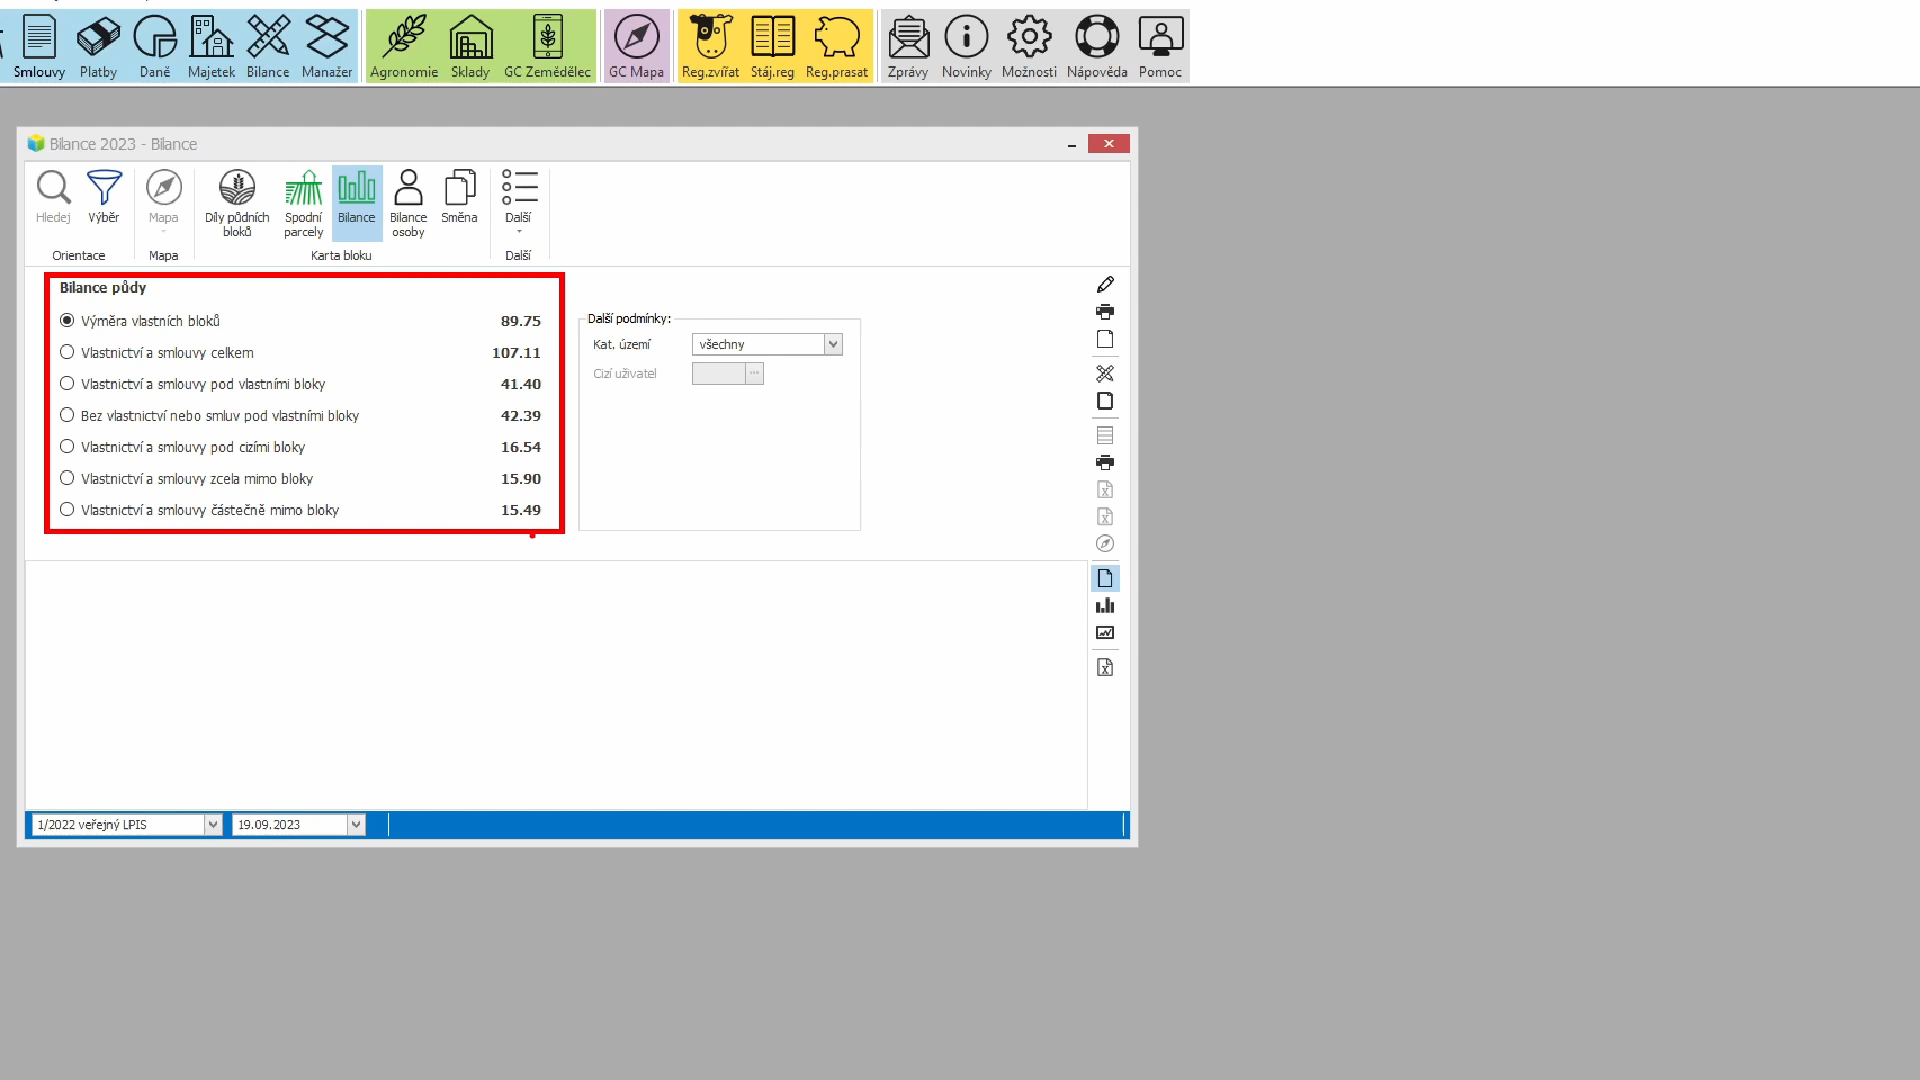 Smlouvy Platby Daně Majetek Bilance Manažer Agronomie Sklady GC Zemědělec GC Mapa Reg.zvířat Stáj.reg Reg.prasat Zprávy Novinky Možnosti Nápověda Pomoc
Bilance 2023 - Bilance
Hledej Výběr Mapa Díly půdních bloků Spodní parcely Bilance Bilance osoby Směna Další
Orientace Mapa Karta bloku Další
Bilance půdy
Výměra vlastních bloků 89.75
Vlastnictví a smlouvy celkem 107.11
Vlastnictví a smlouvy pod vlastními bloky 41.40
Bez vlastnictví nebo smluv pod vlastními bloky 42.39
Vlastnictví a smlouvy pod cizími bloky 16.54
Vlastnictví a smlouvy zcela mimo bloky 15.90
Vlastnictví a smlouvy částečně mimo bloky 15.49
Další podmínky:
Kat. území všechny
Cizí uživatel ...
1/2022 veřejný LPIS 19.09.2023